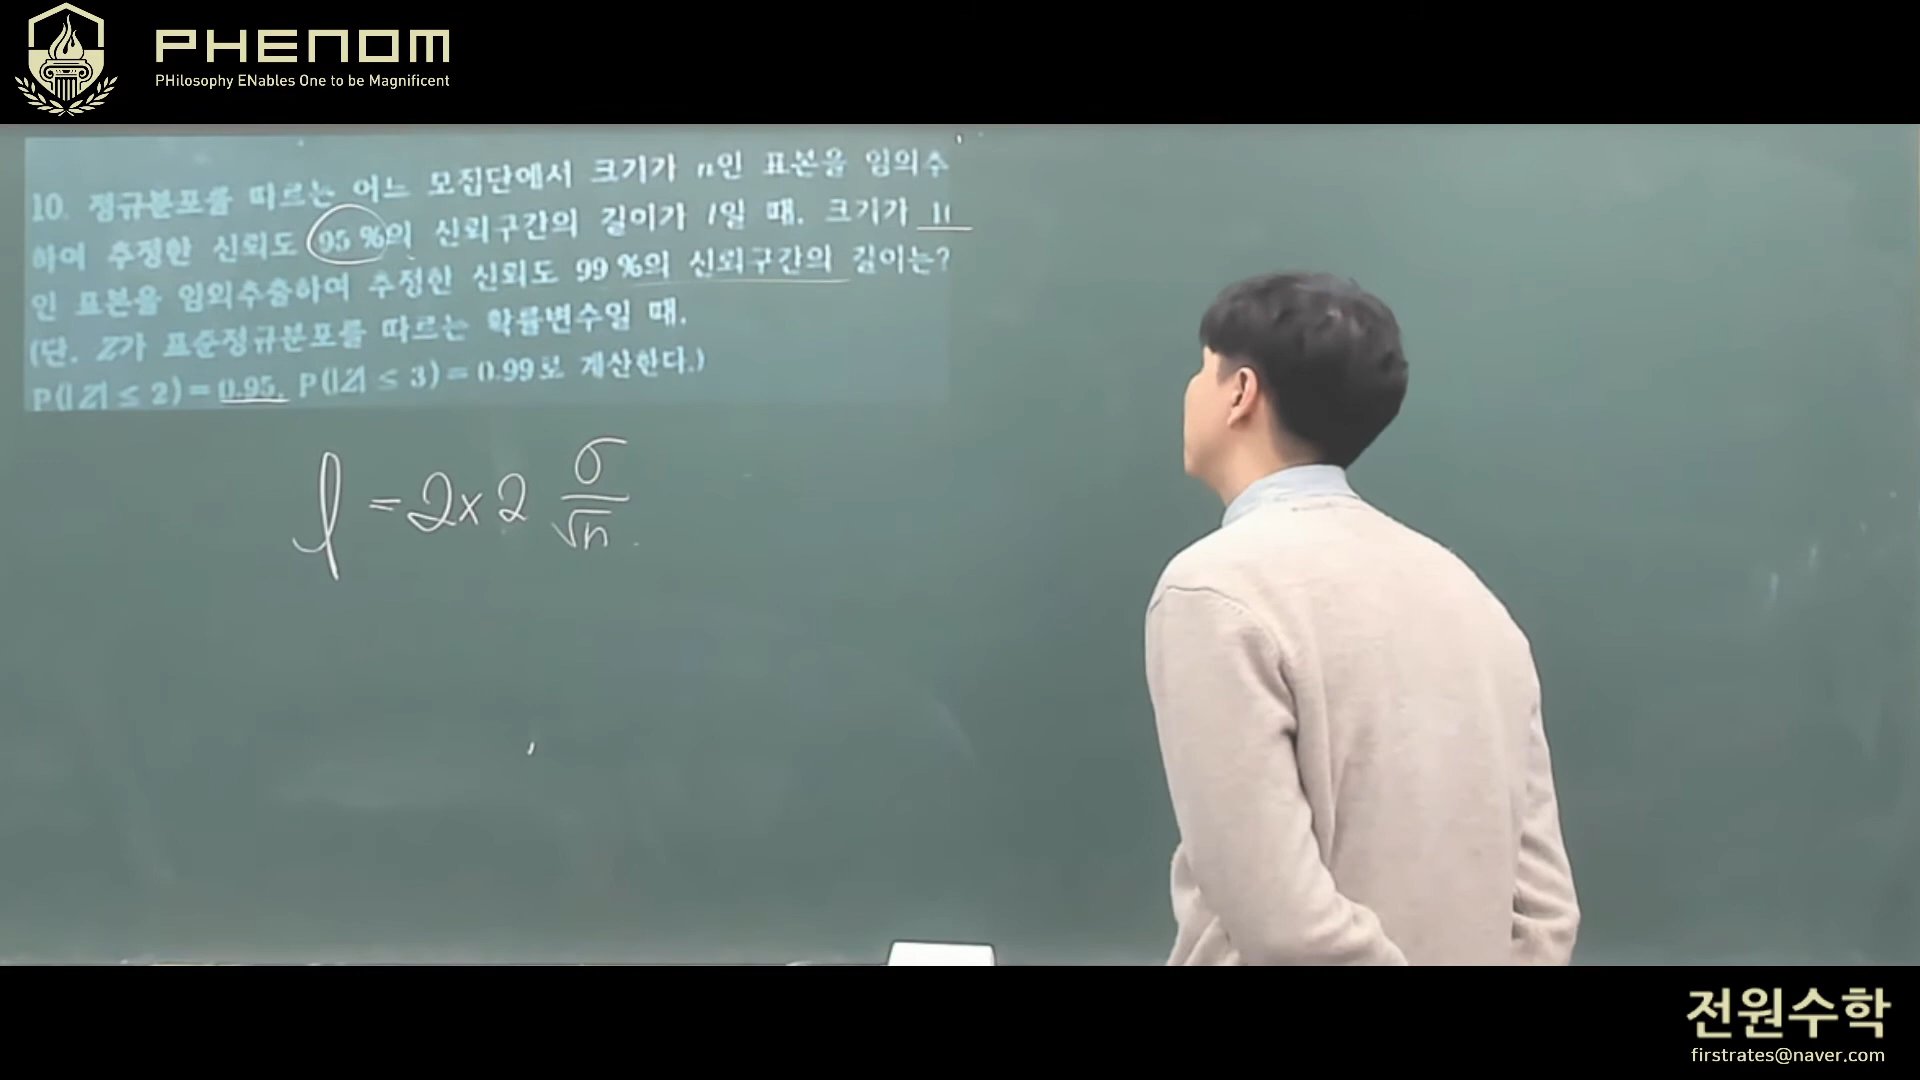 PHENOM
PHilosophy ENables One to be Magnificent
10. 정규분포를 따르는 어느 모집단에서 크기가 n인 표본을 임의추
하여 추정한 신뢰도 95 %의 신뢰구간의 길이가 l일 때, 크기가
인 표본을 임의추출하여 추정한 신뢰도 99 %의 신뢰구간의 길이는?
(단, Z가 표준정규분포를 따르는 확률변수일 때,
P(|Z| ≤ 2) = 0.95, P(|Z| ≤ 3) = 0.99로 계산한다.)
l = 2 × 2 σ/√n
전원수학
firstrates@naver.com